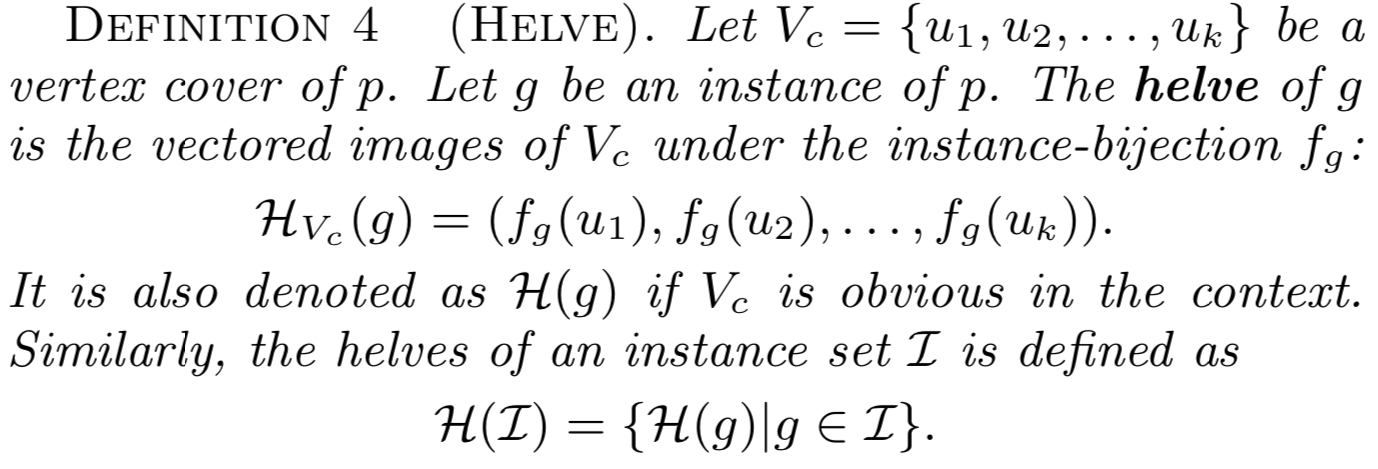 DEFINITION 4 (HELVE). Let V_c = {u_1, u_2, . . . , u_k} be a
vertex cover of p. Let g be an instance of p. The helve of g
is the vectored images of V_c under the instance-bijection f_g:
ℋ_{V_c}(g) = (f_g(u_1), f_g(u_2), . . . , f_g(u_k)).
It is also denoted as ℋ(g) if V_c is obvious in the context.
Similarly, the helves of an instance set ℐ is defined as
ℋ(ℐ) = {ℋ(g)|g ∈ ℐ}.